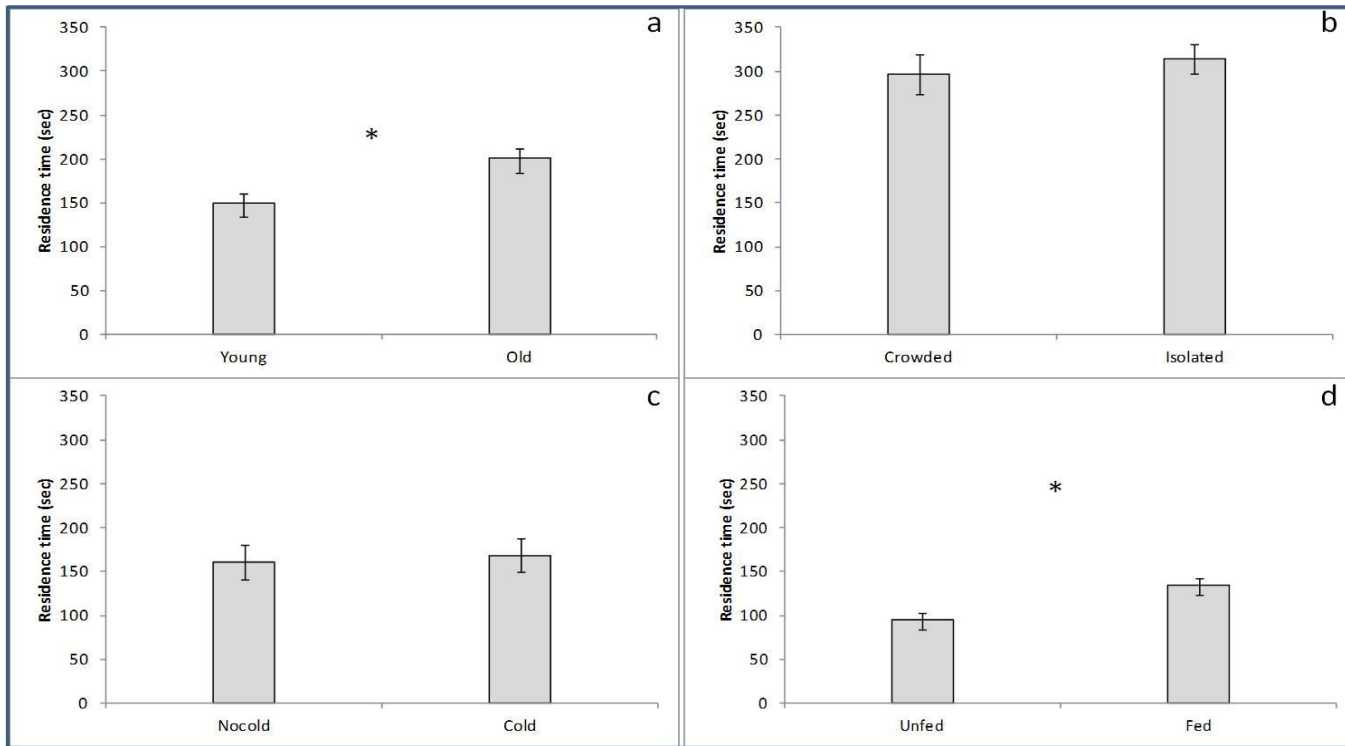 a
350
300
250
200
150
100
50
0
Residence time (sec)
*
Young Old
b
350
300
250
200
150
100
50
0
Residence time (sec)
Crowded Isolated
c
350
300
250
200
150
100
50
0
Residence time (sec)
Nocold Cold
d
350
300
250
200
150
100
50
0
Residence time (sec)
*
Unfed Fed